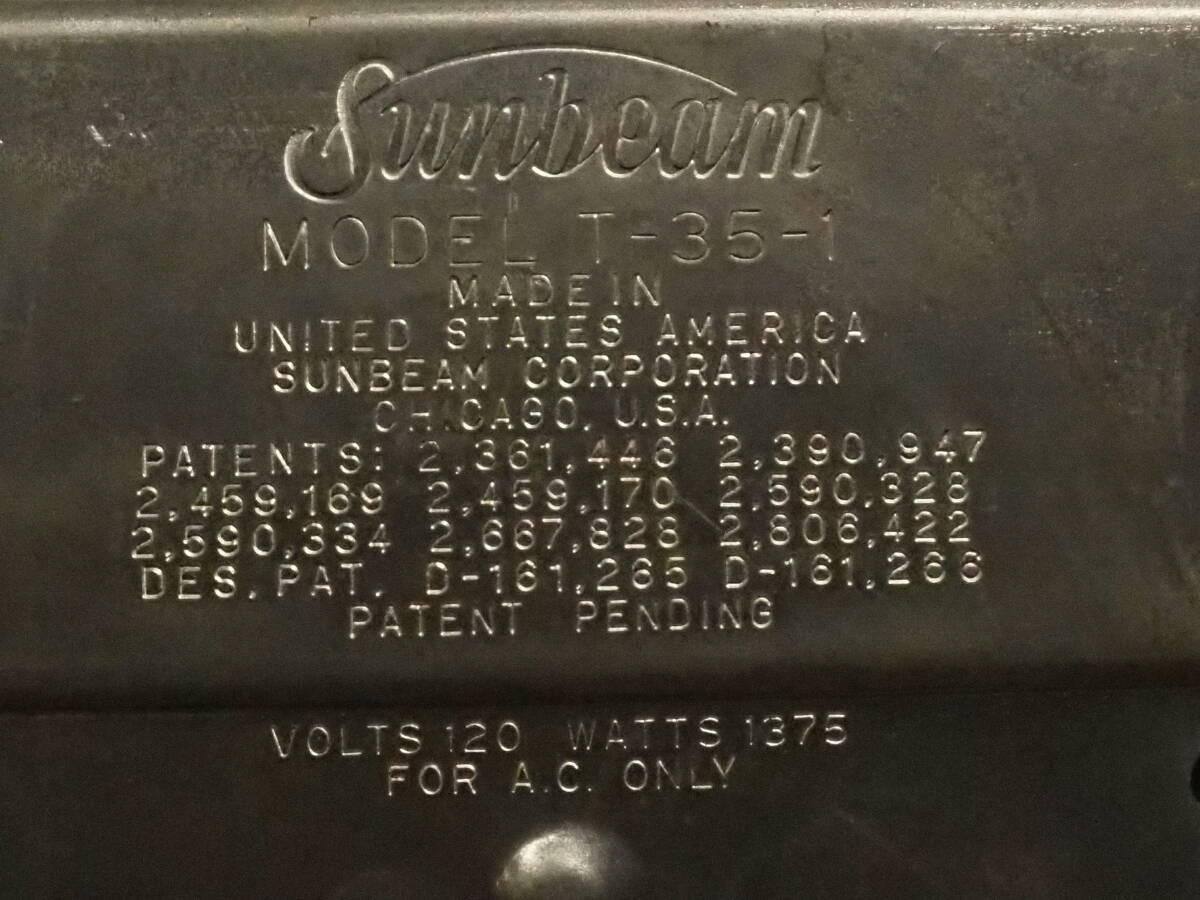 Sunbeam
MODEL T-35-1
MADE IN
UNITED STATES AMERICA
SUNBEAM CORPORATION
CHICAGO, U.S.A.
PATENTS: 2,361,446 2,390,947
2,459,169 2,459,170 2,590,328
2,590,334 2,667,828 2,806,422
DES. PAT. D-161,265 D-161,266
PATENT PENDING
VOLTS 120 WATTS 1375
FOR A.C. ONLY